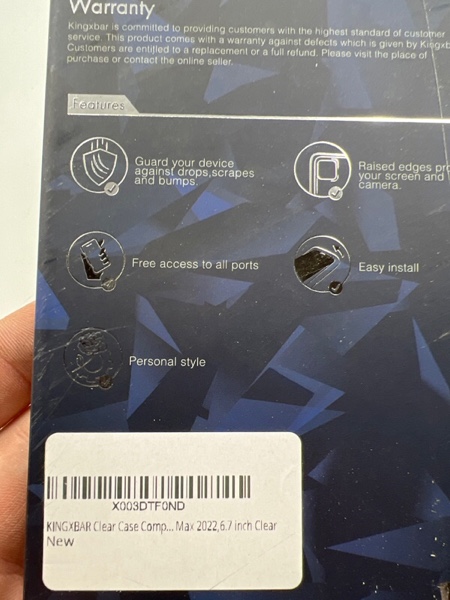 Warranty
Kingxbar is committed to providing customers with the highest standard of customer
service. This product comes with a warranty against defects which is given by Kingxb
Customers are entitled to a replacement or a full refund. Please visit the place of
purchase or contact the online seller.
Features
Guard your device
against drops,scrapes
and bumps.
Raised edges pr
your screen and
camera.
Free access to all ports
Easy install
Personal style
X003DTF0ND
KINGXBAR Clear Case Comp... Max 2022,6.7 inch Clear
New